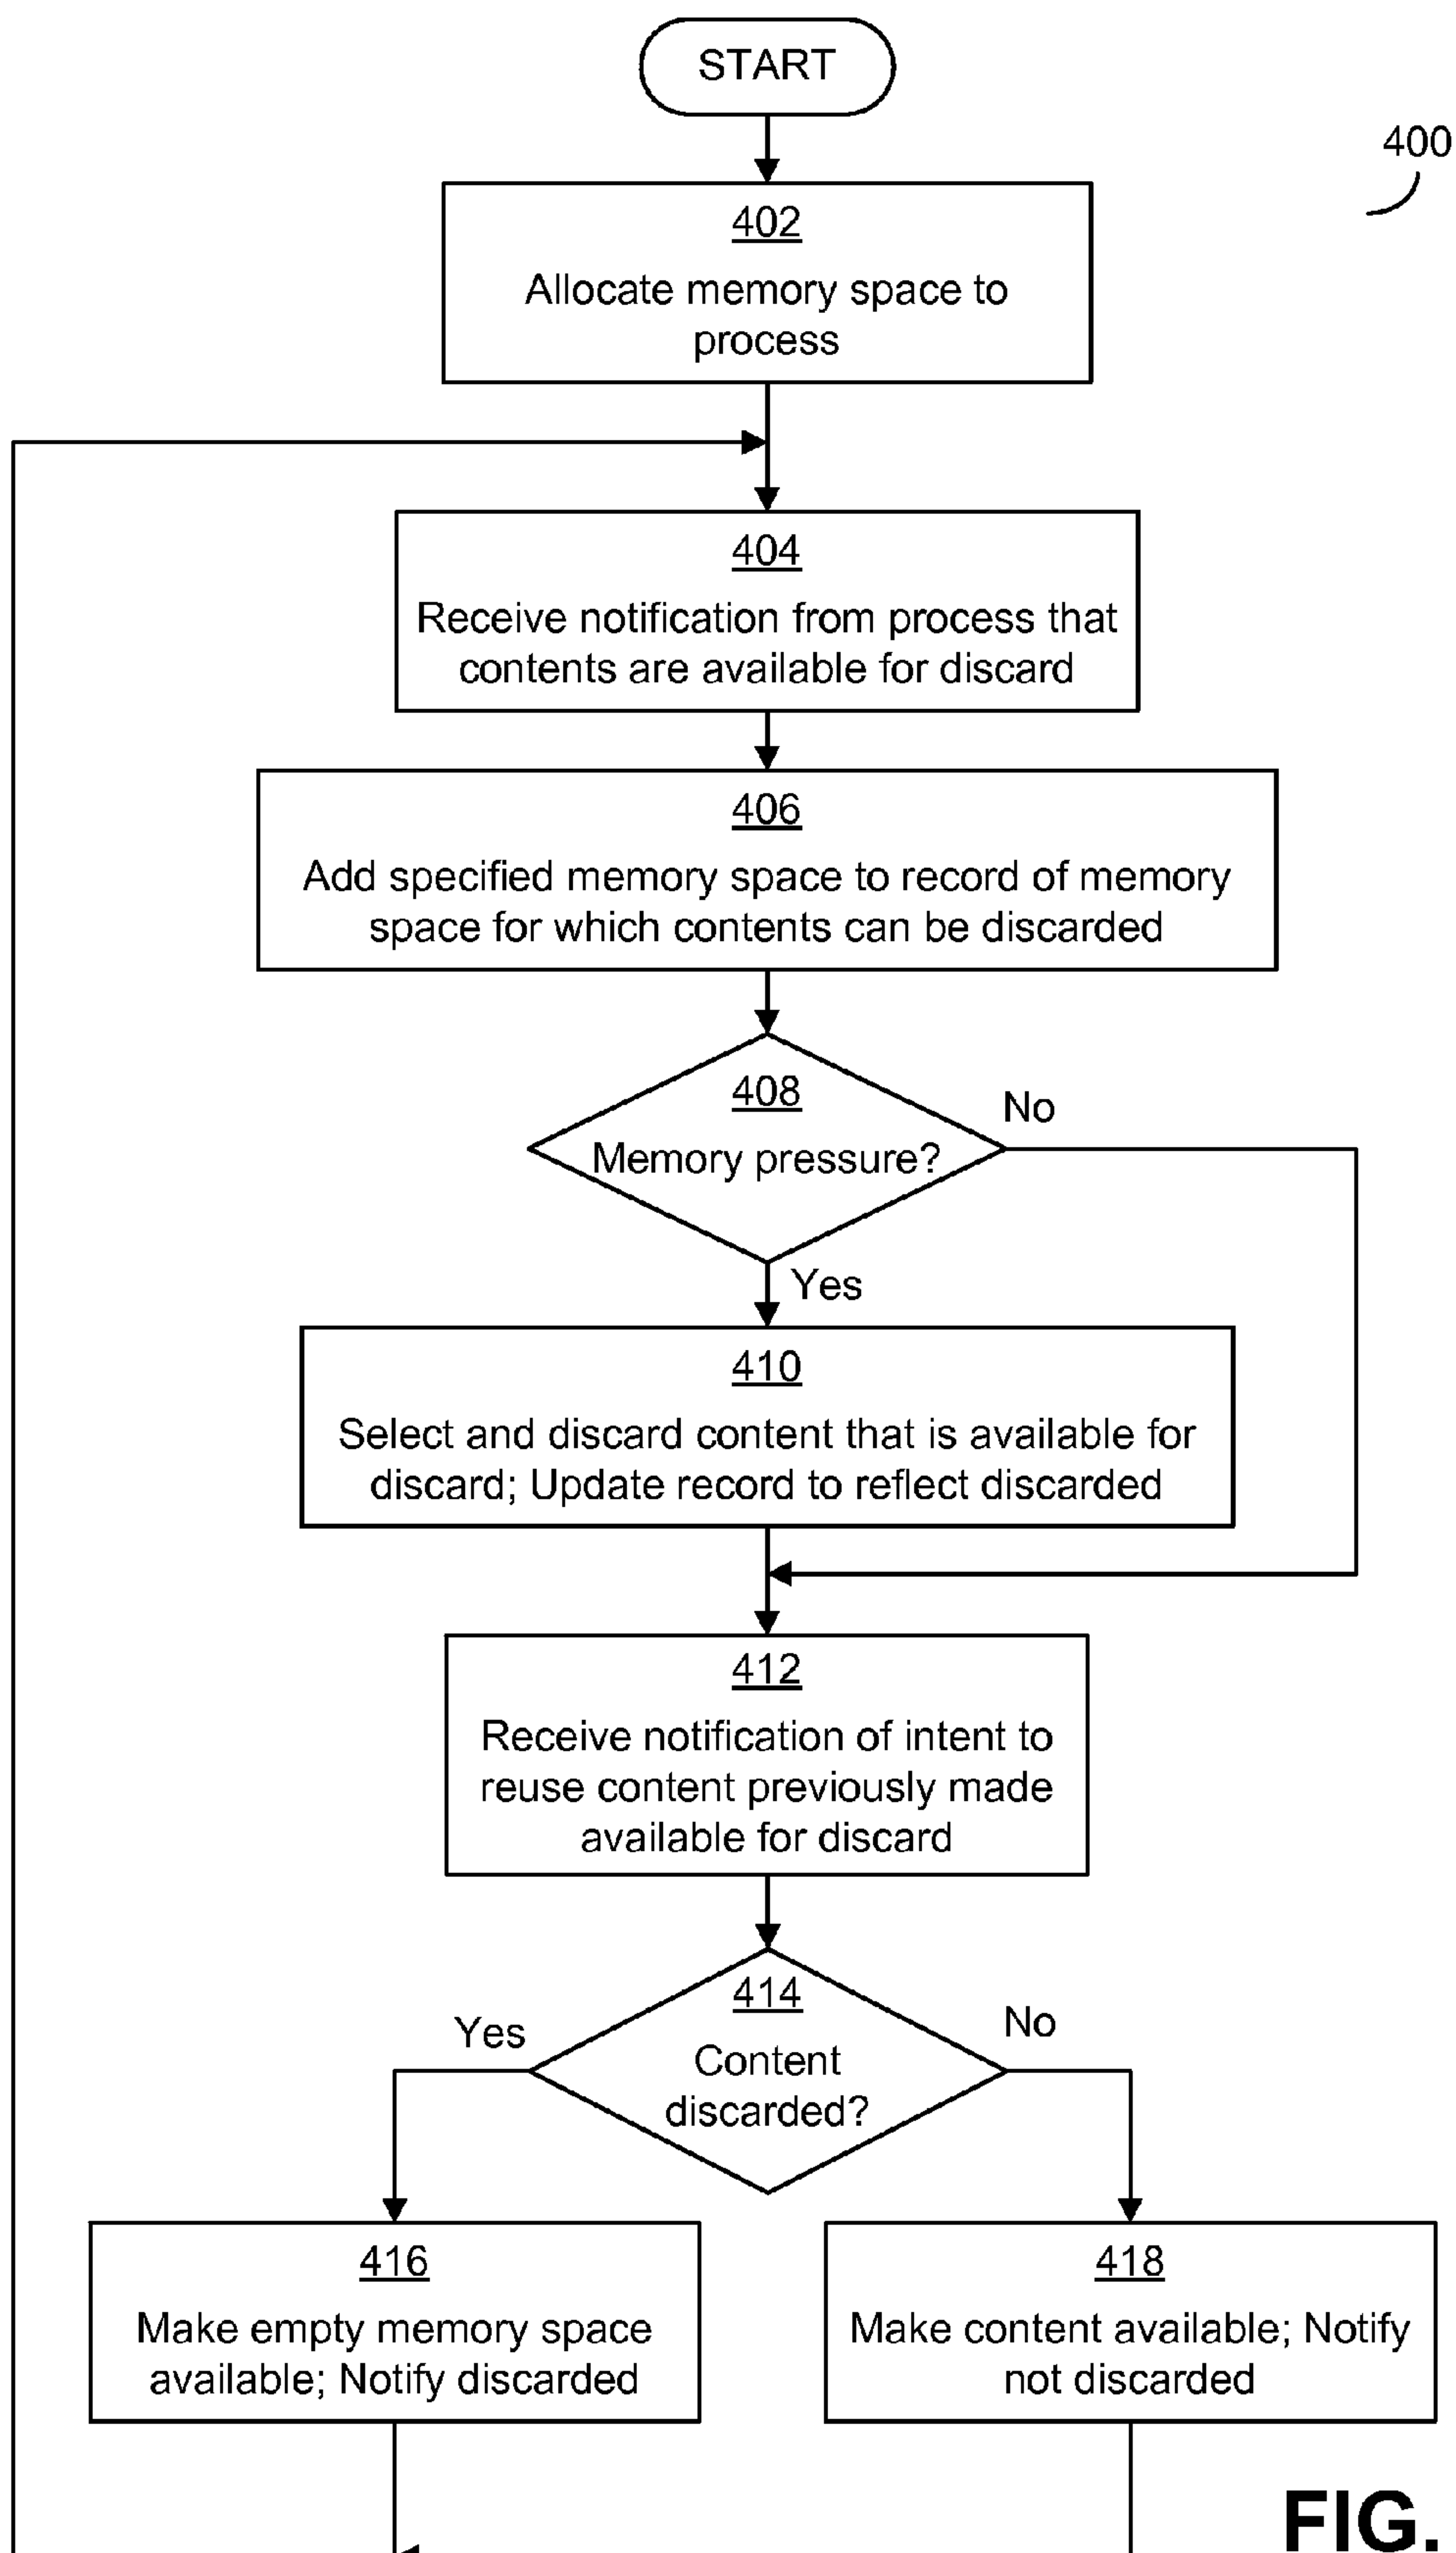 START
400
402
Allocate memory space to
process
404
Receive notification from process that
contents are available for discard
406
Add specified memory space to record of memory
space for which contents can be discarded
408
No
Memory pressure?
Yes
410
Select and discard content that is available for
discard; Update record to reflect discarded
412
Receive notification of intent to
reuse content previously made
available for discard
414
Yes
No
Content
discarded?
416
Make empty memory space
available; Notify discarded
418
Make content available; Notify
not discarded
FIG.